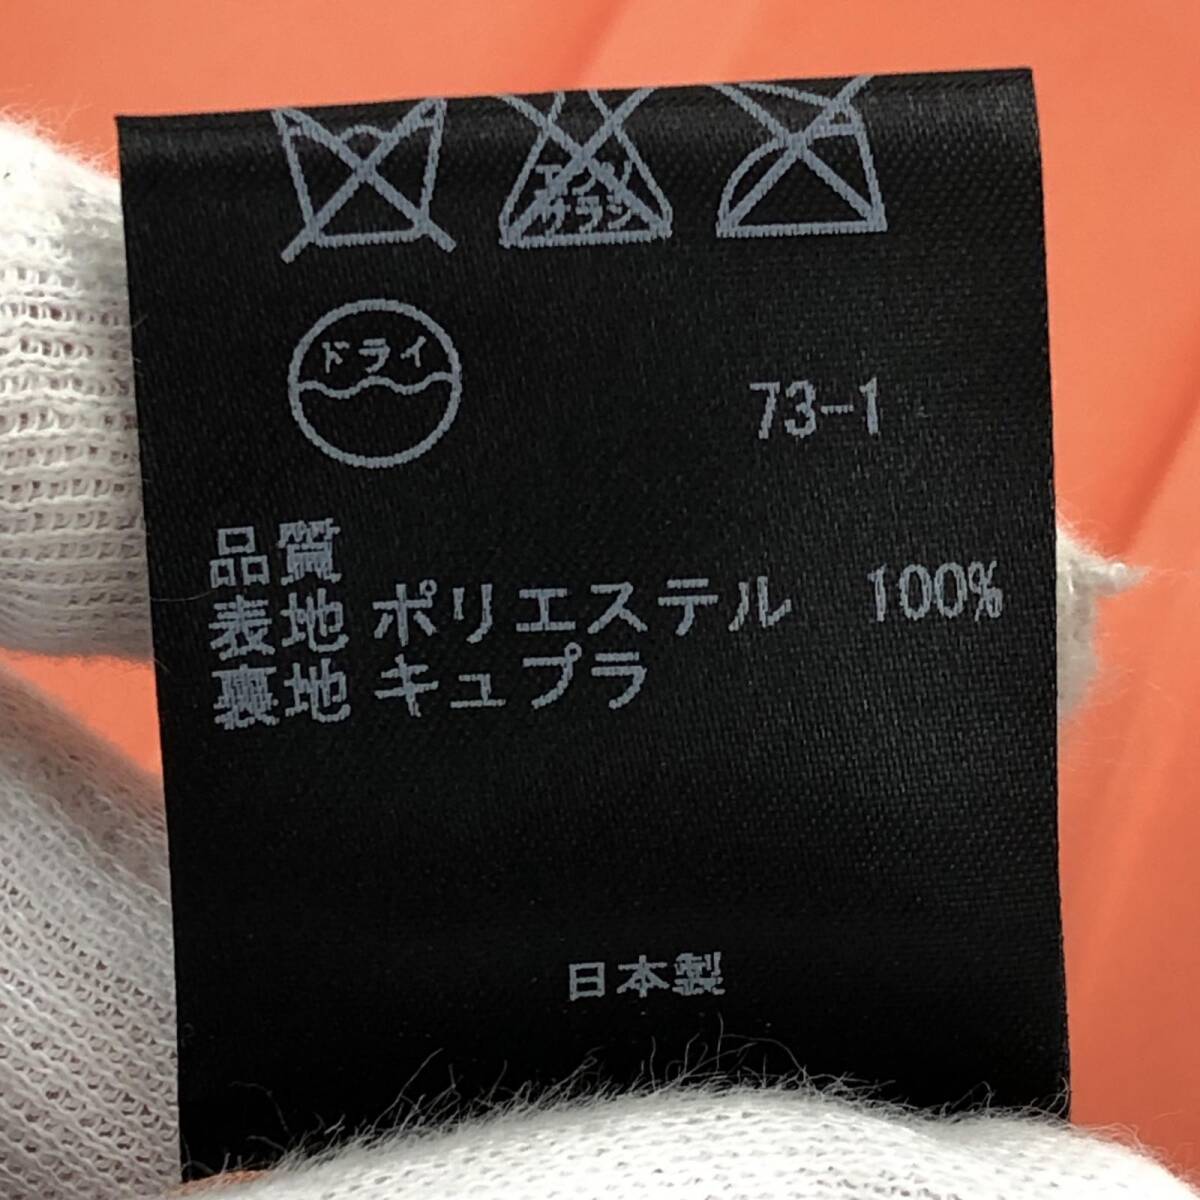 エンソ
サラシ
ドライ
73-1
品質
表地 ポリエステル 100%
裏地 キュプラ
日本製